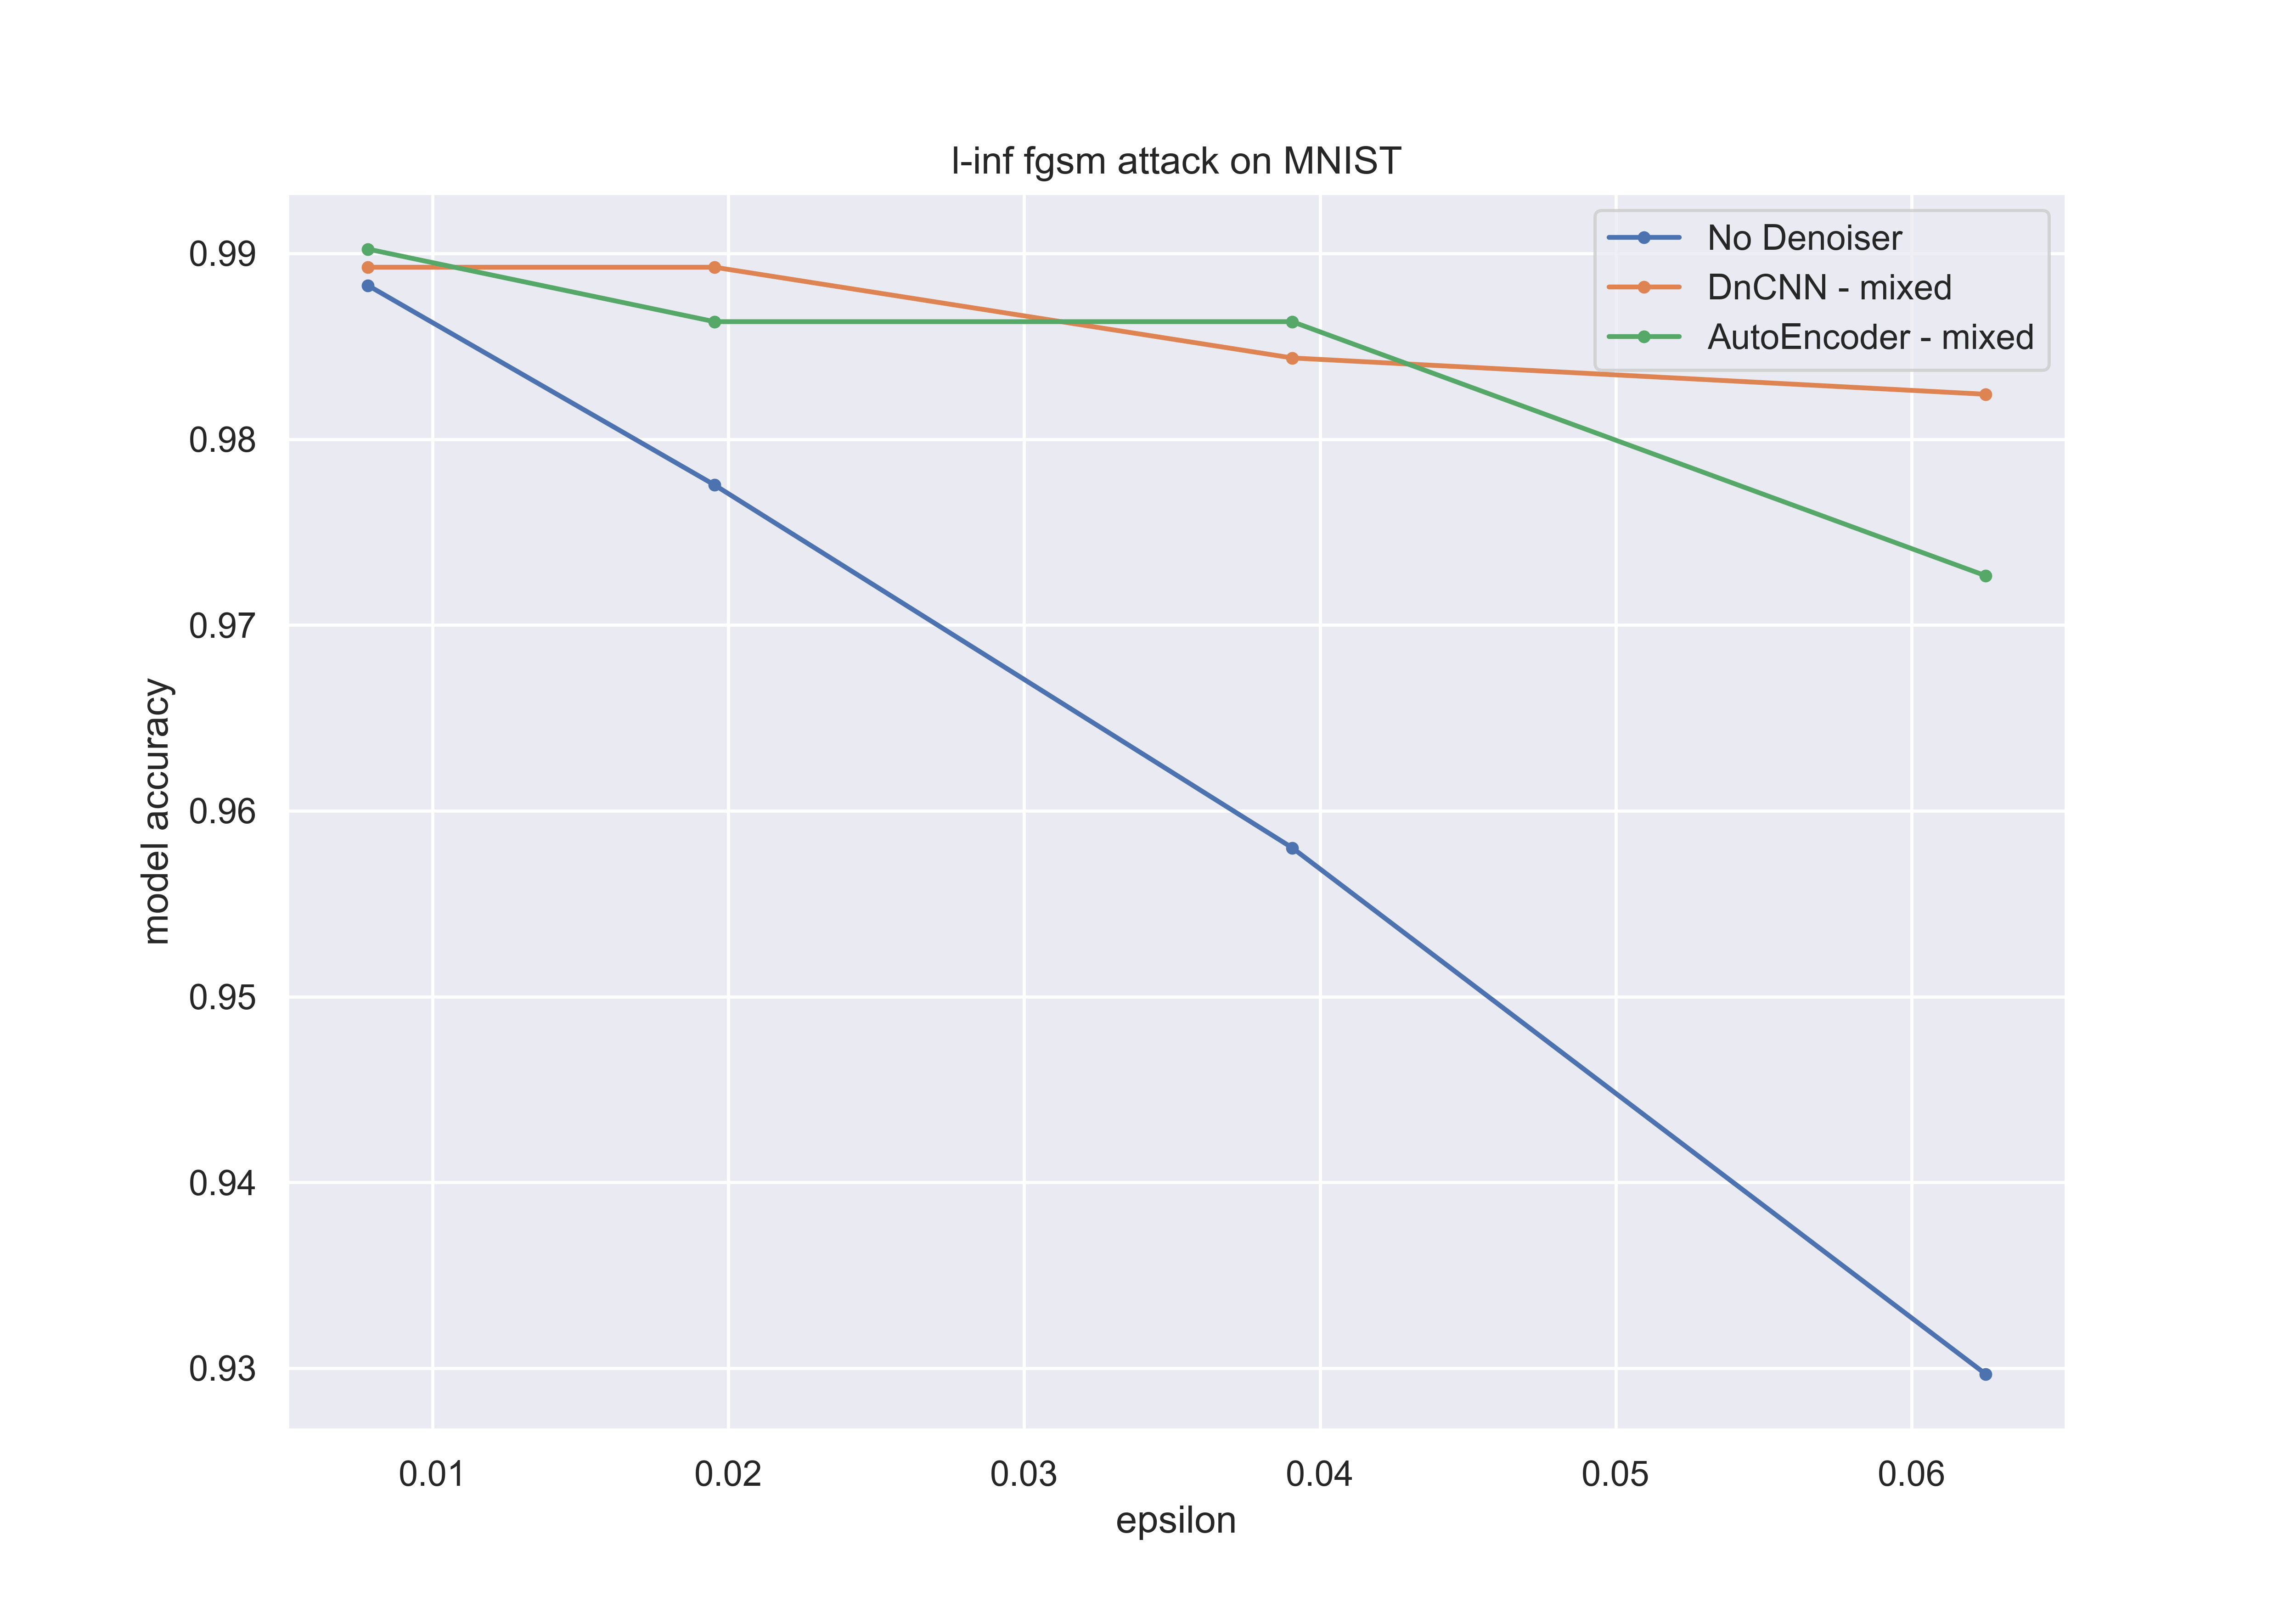 l-inf fgsm attack on MNIST
No Denoiser
DnCNN - mixed
AutoEncoder - mixed
model accuracy
0.99
0.98
0.97
0.96
0.95
0.94
0.93
0.01 0.02 0.03 0.04 0.05 0.06
epsilon